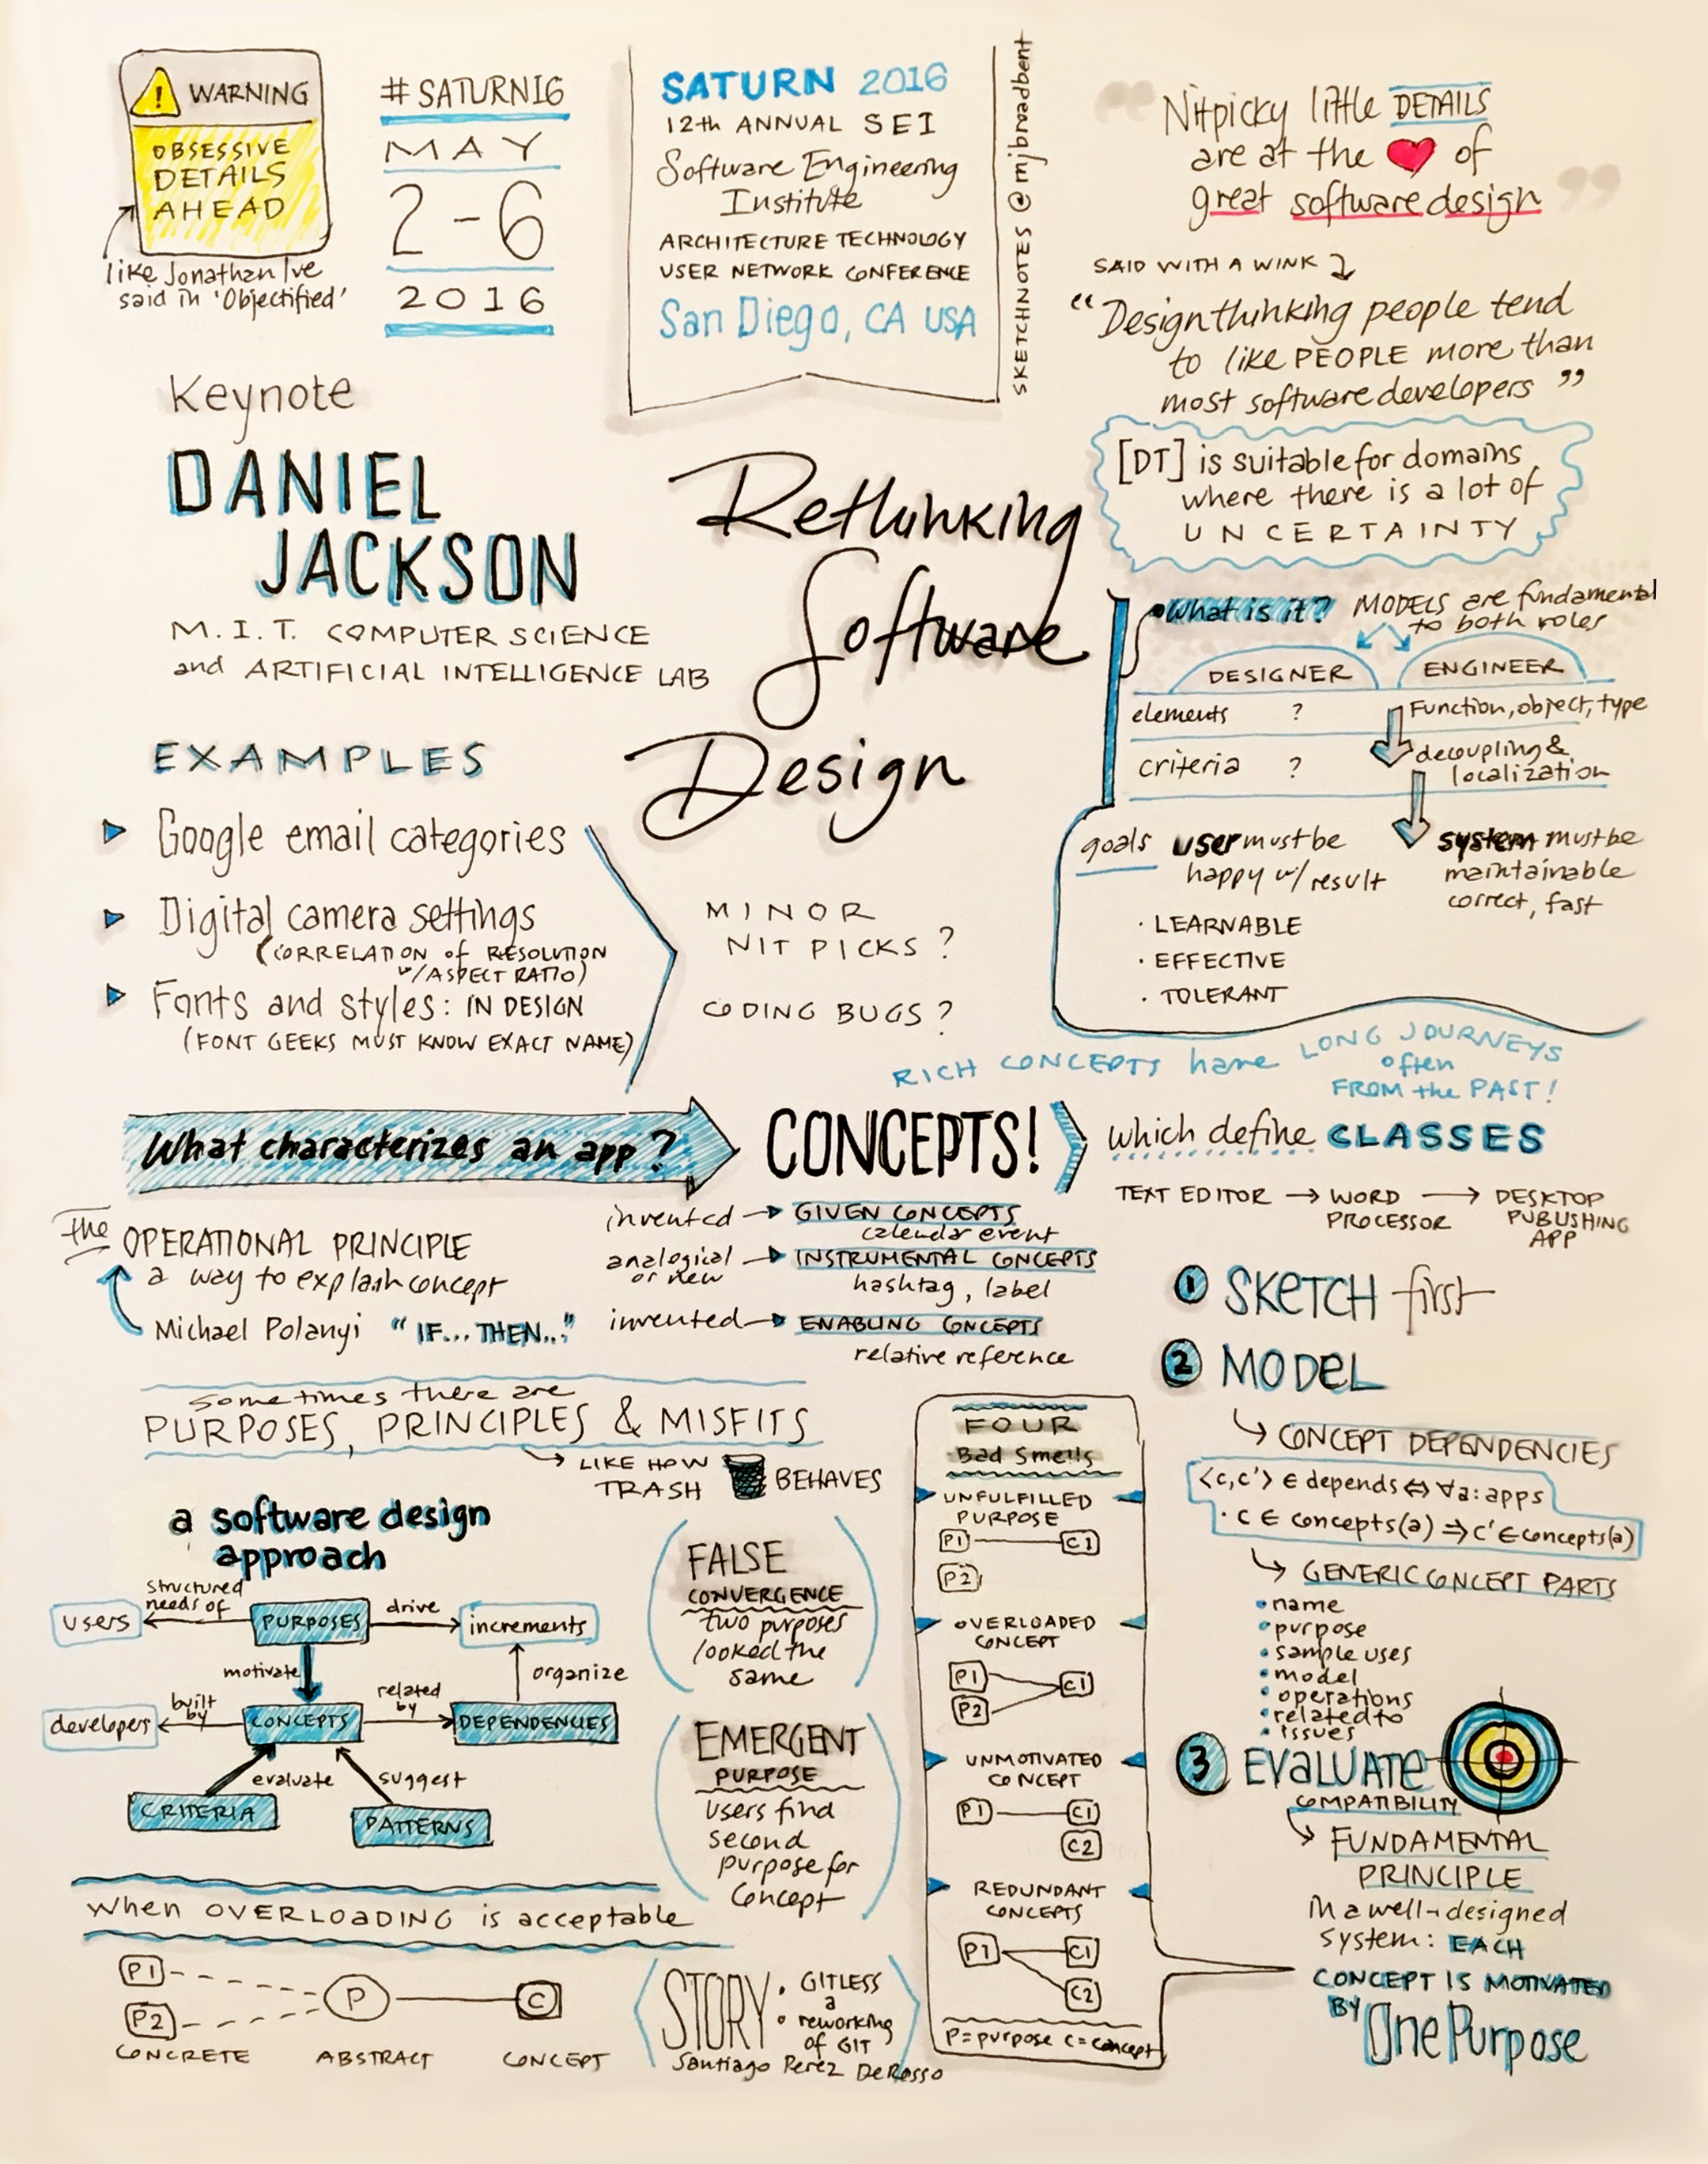 WARNING
OBSESSIVE
DETAILS
AHEAD
like Jonathan Ive
said in 'Objectified'
#SATURN16
MAY
2-6
2016
SATURN 2016
12th ANNUAL SEI
Software Engineering
Institute
ARCHITECTURE TECHNOLOGY
USER NETWORK CONFERENCE
San Diego, CA USA
SKETCHNOTES @mjbroadbent
"Nitpicky little DETAILS
are at the ♥ of
great software design"
SAID WITH A WINK
"Design thinking people tend
to like PEOPLE more than
most software developers"
[DT] is suitable for domains
where there is a lot of
UNCERTAINTY
Keynote
DANIEL
JACKSON
M.I.T. COMPUTER SCIENCE
and ARTIFICIAL INTELLIGENCE LAB
Rethinking
Software
Design
What is it? MODELS are fundamental
to both roles
DESIGNER ENGINEER
elements ? Function, object, type
criteria ? decoupling &
localization
goals user must be
happy w/ result
• LEARNABLE
• EFFECTIVE
• TOLERANT
system must be
maintainable
correct, fast
EXAMPLES
Google email categories
Digital camera settings
(CORRELATION of RESOLUTION
w/ASPECT RATIO)
Fonts and styles: IN DESIGN
(FONT GEEKS MUST KNOW EXACT NAME)
MINOR
NIT PICKS?
CODING BUGS?
RICH CONCEPTS have LONG JOURNEYS
often
FROM the PAST!
What characterizes an app?
CONCEPTS!
which define CLASSES
TEXT EDITOR → WORD
PROCESSOR → DESKTOP
PUBLISHING
APP
The OPERATIONAL PRINCIPLE
a way to explain concept
Michael Polanyi "IF... THEN..."
invented → GIVEN CONCEPTS
calendar event
analogical
or new → INSTRUMENTAL CONCEPTS
hashtag, label
invented → ENABLING CONCEPTS
relative reference
Sometimes there are
PURPOSES, PRINCIPLES & MISFITS
LIKE HOW
TRASH BEHAVES
a software design
approach
structured
needs of
users PURPOSES drive increments
motivate organize
developers built
by CONCEPTS related
by DEPENDENCIES
evaluate suggest
CRITERIA PATTERNS
FALSE
CONVERGENCE
two purposes
looked the
same
EMERGENT
PURPOSE
users find
second
purpose for
concept
When OVERLOADING is acceptable
P1
P2
P
C
CONCRETE ABSTRACT CONCEPT
STORY:
GITLESS
a
reworking
of GIT
Santiago Perez De Rosso
FOUR
Bad Smells
UNFULFILLED
PURPOSE
P1 C1
P2
OVERLOADED
CONCEPT
P1 C1
P2
UNMOTIVATED
CONCEPT
P1 C1
C2
REDUNDANT
CONCEPTS
P1 C1
C2
P=purpose C=concept
1 SKETCH first
2 MODEL
CONCEPT DEPENDENCIES
<c,c'> ∈ depends ⇔ ∀a: apps
• c ∈ concepts(a) ⇒ c' ∈ concepts(a)
GENERIC CONCEPT PARTS
• name
• purpose
• sample uses
• model
• operations
• related to
• issues
3 EVALUATE
COMPATIBILITY
FUNDAMENTAL
PRINCIPLE
In a well-designed
system: EACH
CONCEPT IS MOTIVATED
BY One Purpose